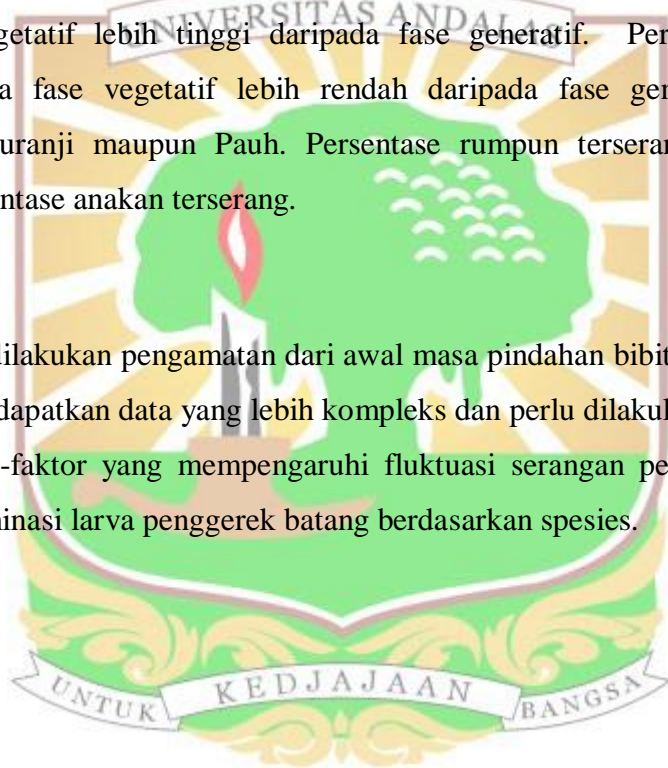 UNIVERSITAS ANDALAS
getatif lebih tinggi daripada fase generatif. Per
a fase vegetatif lebih rendah daripada fase gen
uranji maupun Pauh. Persentase rumpun terseran
ntase anakan terserang.
dilakukan pengamatan dari awal masa pindahan bibit
dapatkan data yang lebih kompleks dan perlu dilaku
-faktor yang mempengaruhi fluktuasi serangan pe
inasi larva penggerek batang berdasarkan spesies.
UNTUK KEDJAJAAN BANGSA